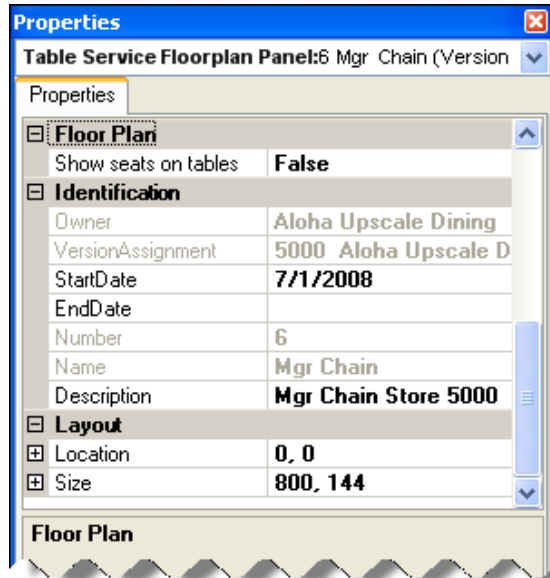 Properties
Table Service Floorplan Panel:6 Mgr Chain (Version
Properties
Floor Plan
Show seats on tables False
Identification
Owner Aloha Upscale Dining
VersionAssignment 5000 Aloha Upscale D
StartDate 7/1/2008
EndDate
Number 6
Name Mgr Chain
Description Mgr Chain Store 5000
Layout
Location 0, 0
Size 800, 144
Floor Plan